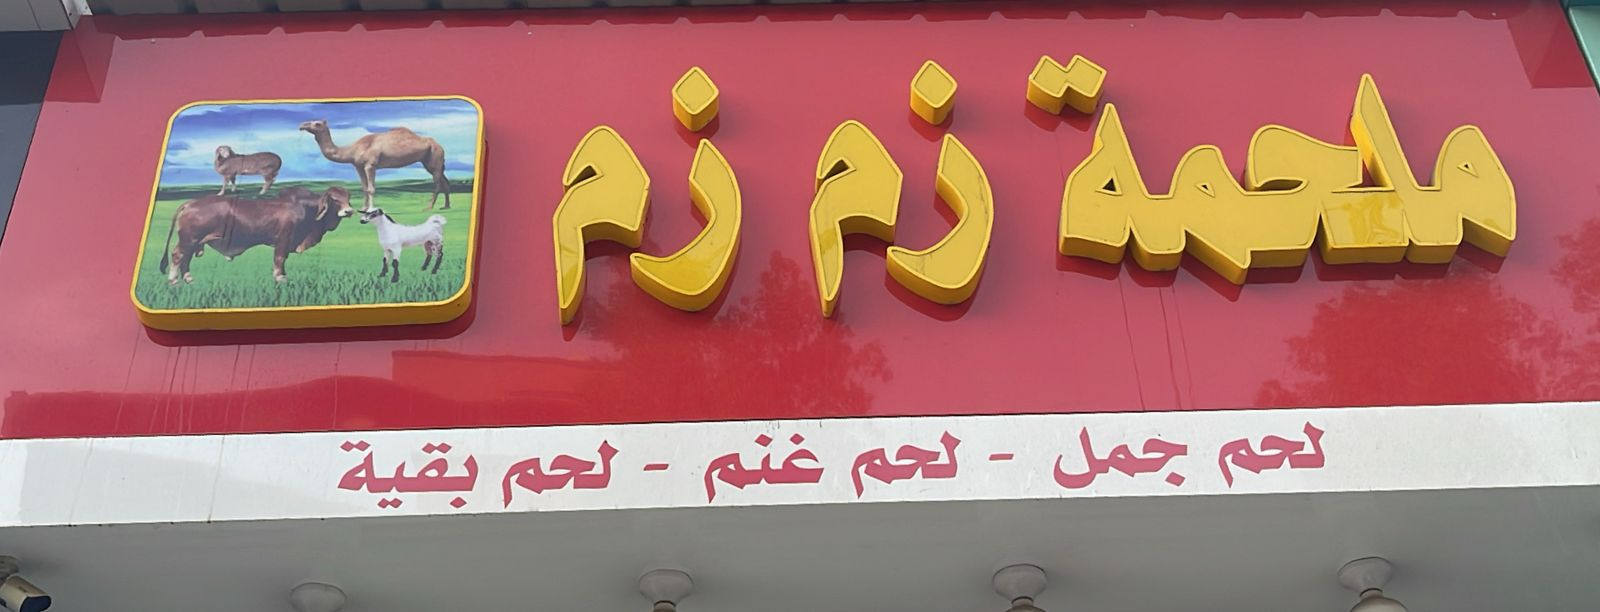 ملحمة زم زم
لحم جمل - لحم غنم - لحم بقية